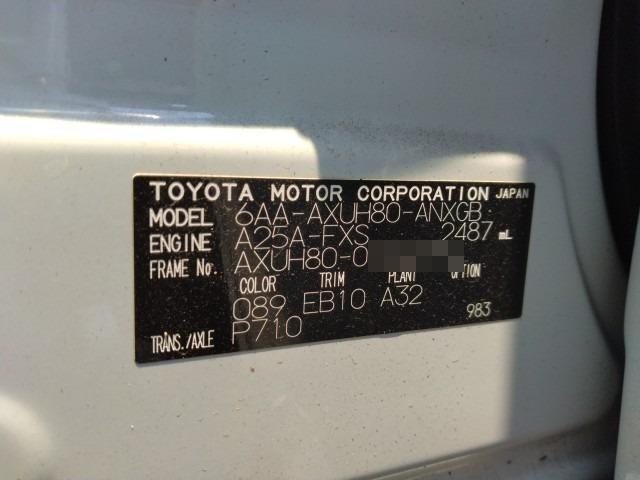 TOYOTA MOTOR CORPORATION JAPAN
MODEL 6AA-AXUH80-ANXGB
ENGINE A25A-FXS 2487 mL
FRAME No. AXUH80-0
COLOR TRIM PLANT OPTION
089 EB10 A32
983
TRANS./AXLE P710